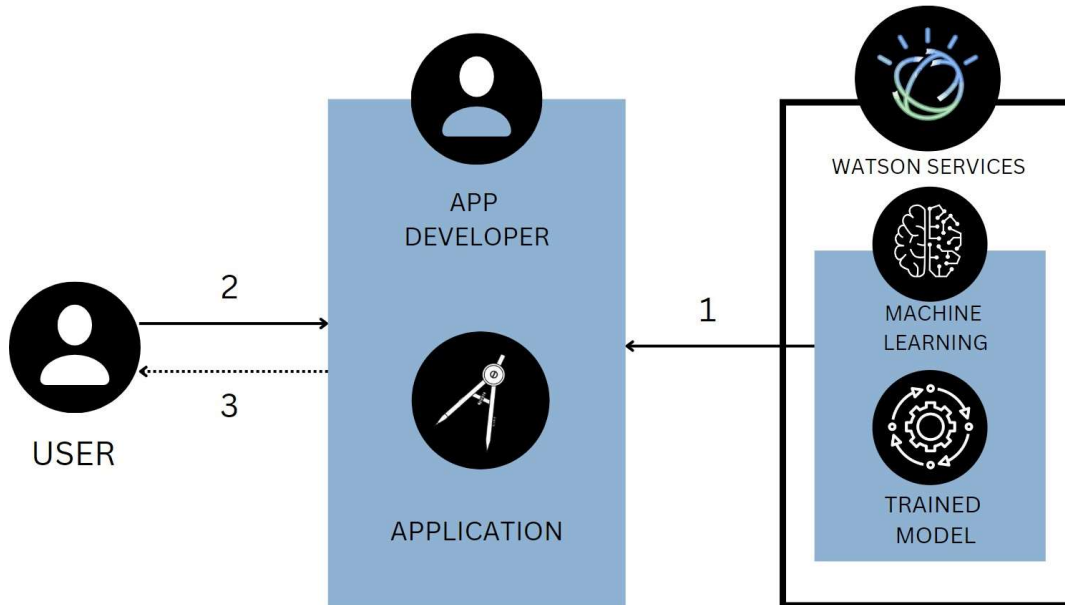 WATSON SERVICES
APP
DEVELOPER
2
1
MACHINE
LEARNING
3
USER
TRAINED
MODEL
APPLICATION